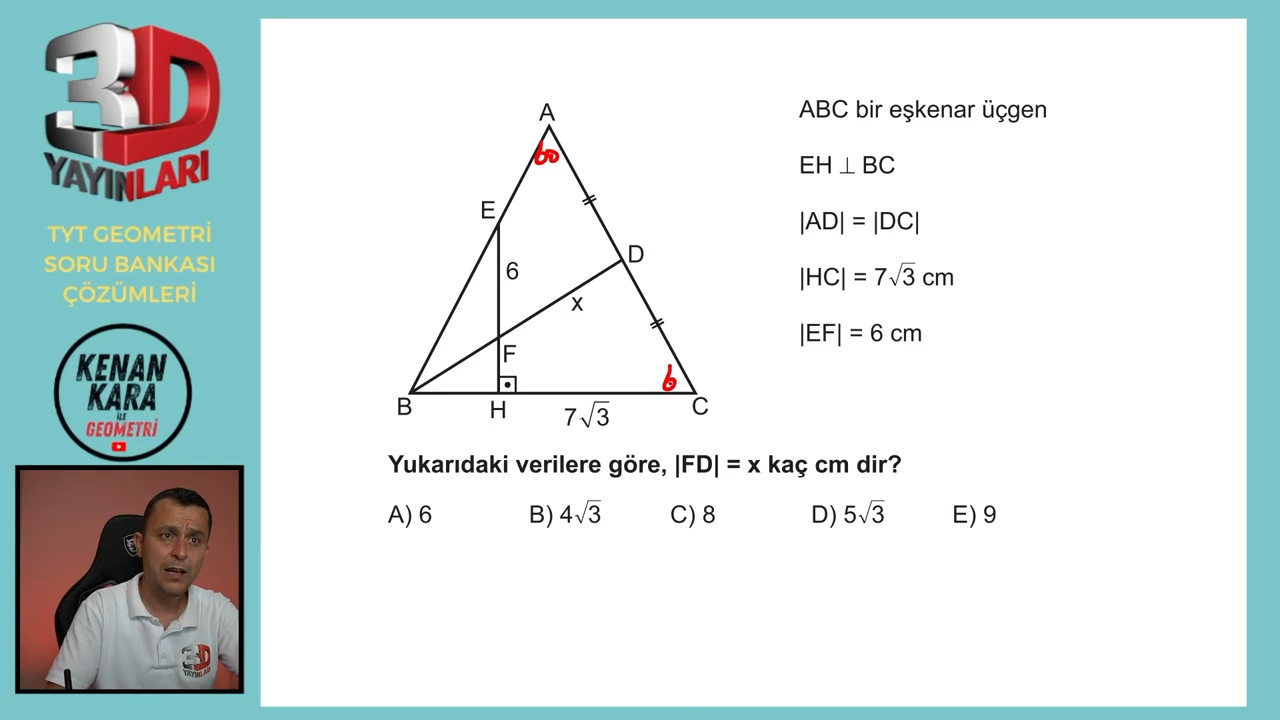 3D
YAYINLARI
TYT GEOMETRİ
SORU BANKASI
ÇÖZÜMLERİ
KENAN
KARA
İLE
GEOMETRİ
3D
YAYINLARI
A
60
E
D
6
x
F
6
B
H
C
7√3
ABC bir eşkenar üçgen
EH ⊥ BC
|AD| = |DC|
|HC| = 7√3 cm
|EF| = 6 cm
Yukarıdaki verilere göre, |FD| = x kaç cm dir?
A) 6 B) 4√3 C) 8 D) 5√3 E) 9